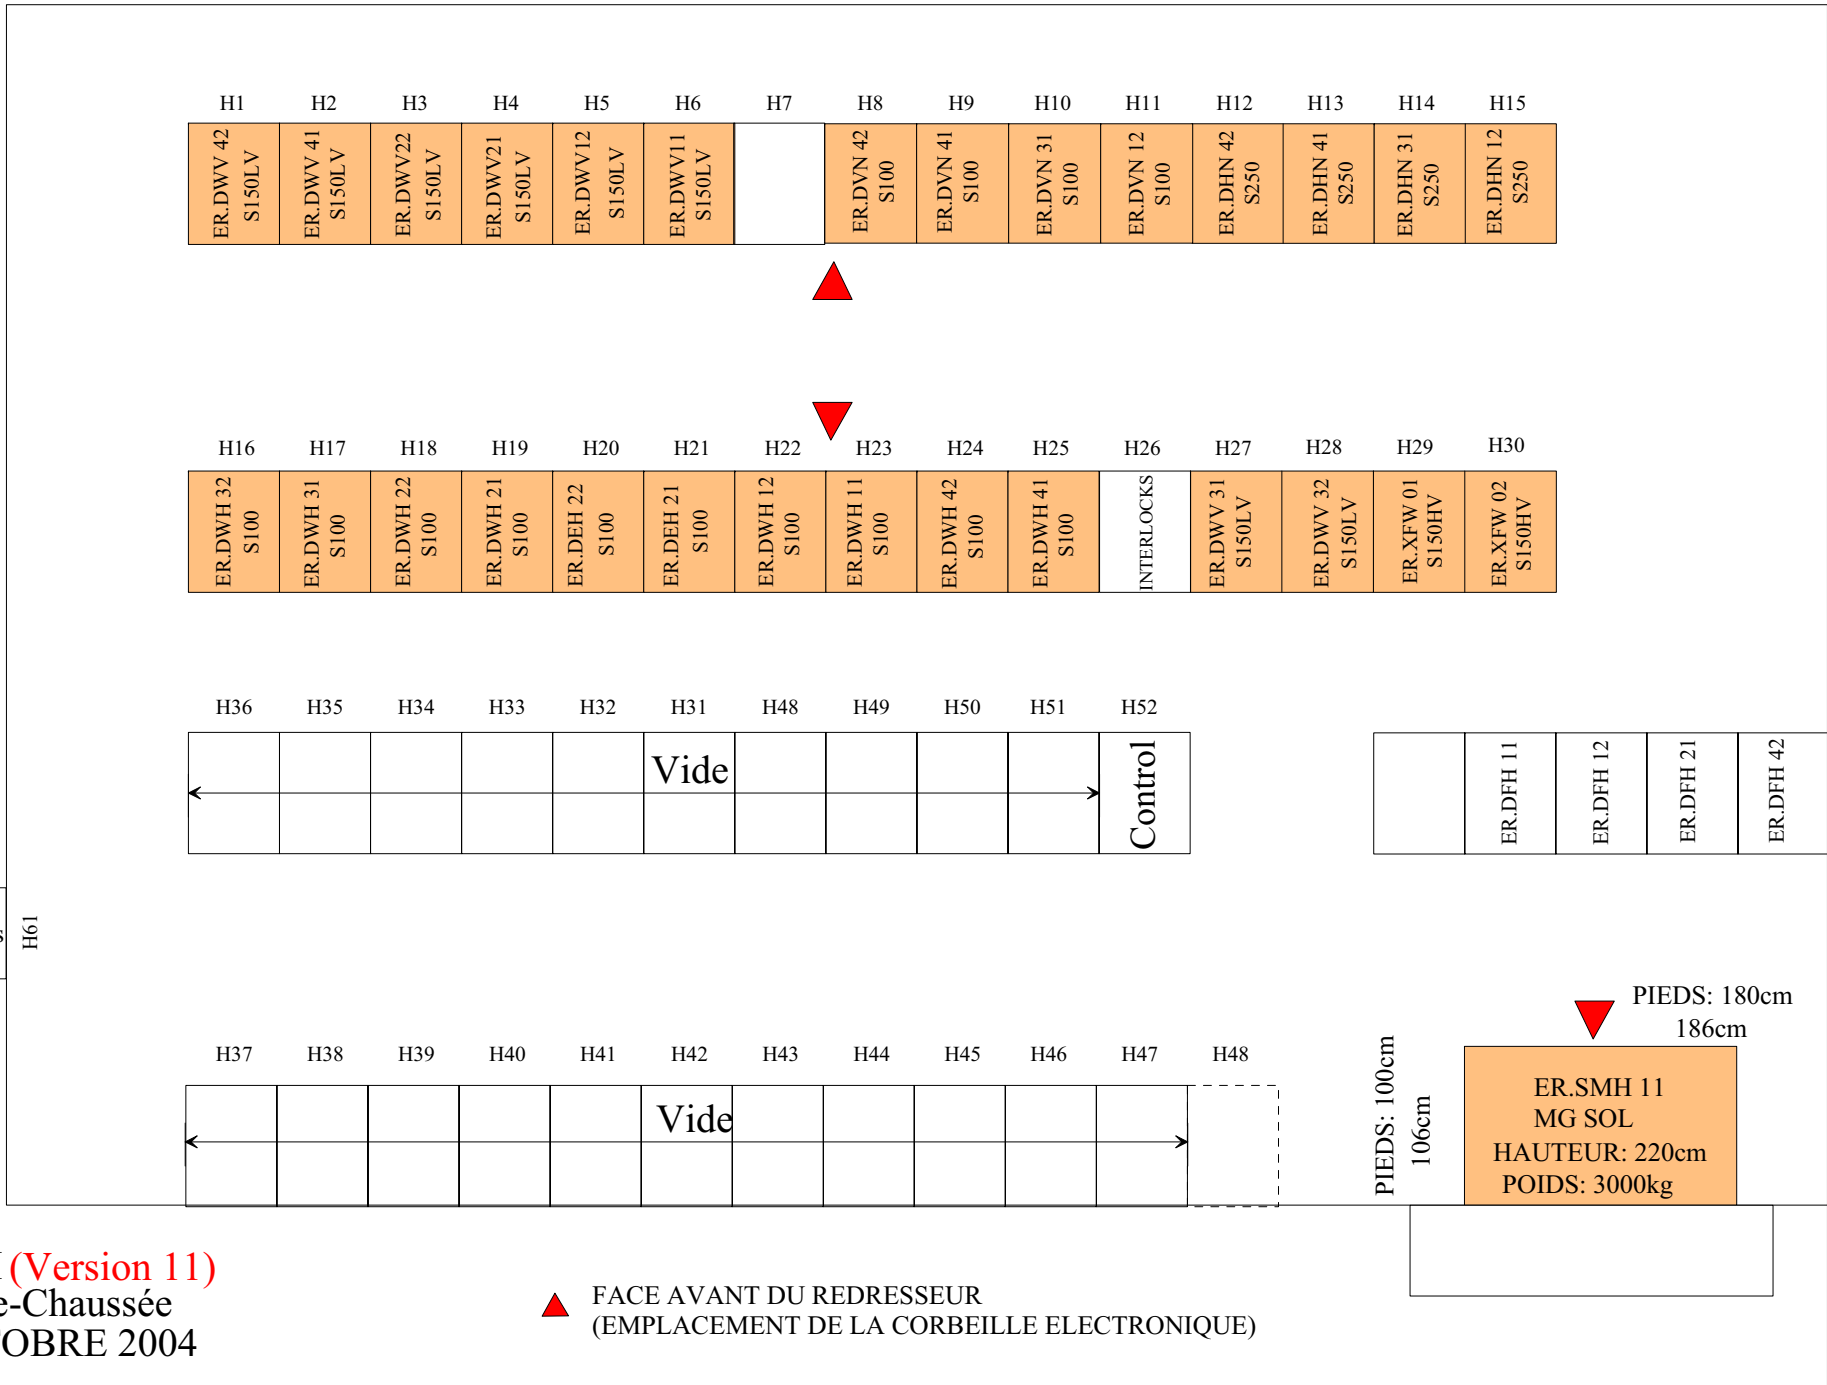 H1 H2 H3 H4 H5 H6 H7 H8 H9 H10 H11 H12 H13 H14 H15
ER.DWV 42
S150LV
ER.DWV 41
S150LV
ER.DWV22
S150LV
ER.DWV21
S150LV
ER.DWV12
S150LV
ER.DWV11
S150LV
ER.DVN 42
S100
ER.DVN 41
S100
ER.DVN 31
S100
ER.DVN 12
S100
ER.DHN 42
S250
ER.DHN 41
S250
ER.DHN 31
S250
ER.DHN 12
S250
H16 H17 H18 H19 H20 H21 H22 H23 H24 H25 H26 H27 H28 H29 H30
ER.DWH 32
S100
ER.DWH 31
S100
ER.DWH 22
S100
ER.DWH 21
S100
ER.DEH 22
S100
ER.DEH 21
S100
ER.DWH 12
S100
ER.DWH 11
S100
ER.DWH 42
S100
ER.DWH 41
S100
INTERLOCKS
ER.DWV 31
S150LV
ER.DWV 32
S150LV
ER.XFW 01
S150HV
ER.XFW 02
S150HV
H36 H35 H34 H33 H32 H31 H48 H49 H50 H51 H52
Vide
Control
ER.DFH 11
ER.DFH 12
ER.DFH 21
ER.DFH 42
H61
PIEDS: 180cm
186cm
H37 H38 H39 H40 H41 H42 H43 H44 H45 H46 H47 H48
Vide
PIEDS: 100cm
106cm
ER.SMH 11
MG SOL
HAUTEUR: 220cm
POIDS: 3000kg
(Version 11)
e-Chaussée
OBRE 2004
FACE AVANT DU REDRESSEUR
(EMPLACEMENT DE LA CORBEILLE ELECTRONIQUE)